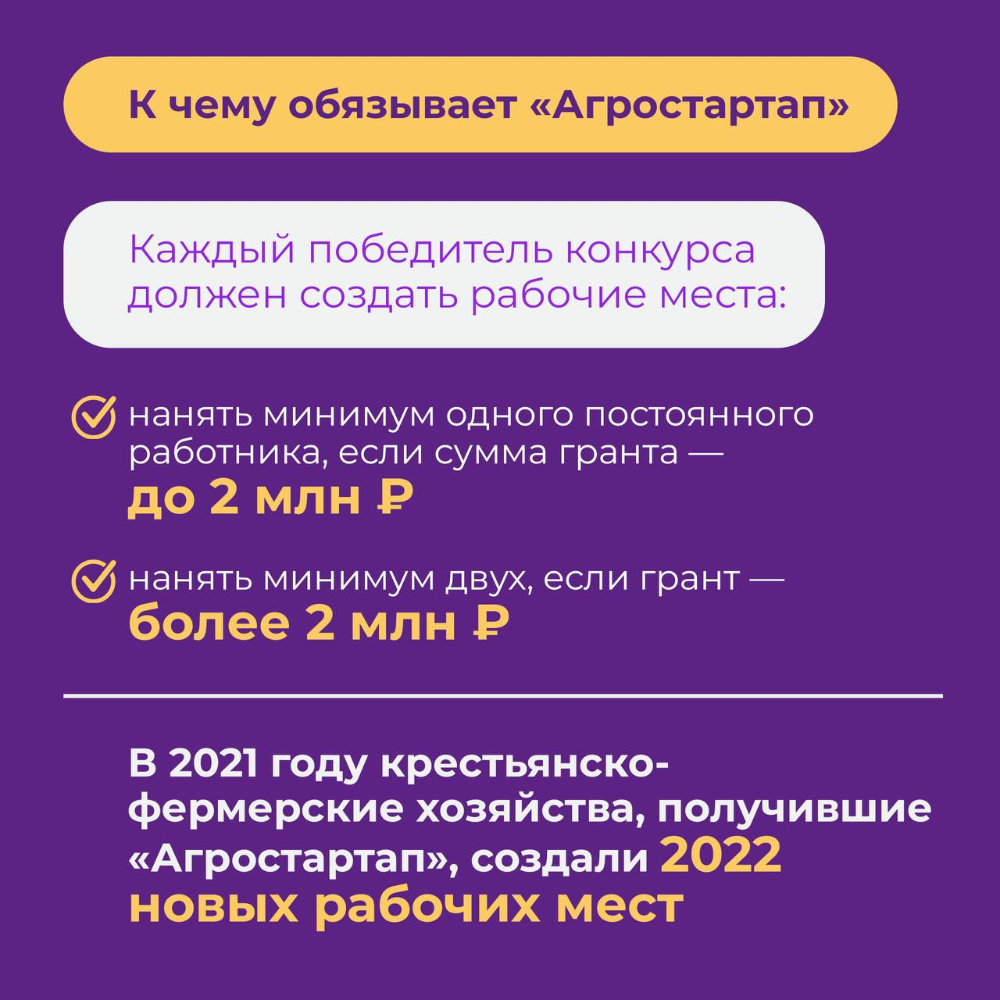 К чему обязывает «Агростартап»
Каждый победитель конкурса
должен создать рабочие места:
нанять минимум одного постоянного
работника, если сумма гранта —
до 2 млн ₽
нанять минимум двух, если грант —
более 2 млн ₽
В 2021 году крестьянско-
фермерские хозяйства, получившие
«Агростартап», создали 2022
новых рабочих мест